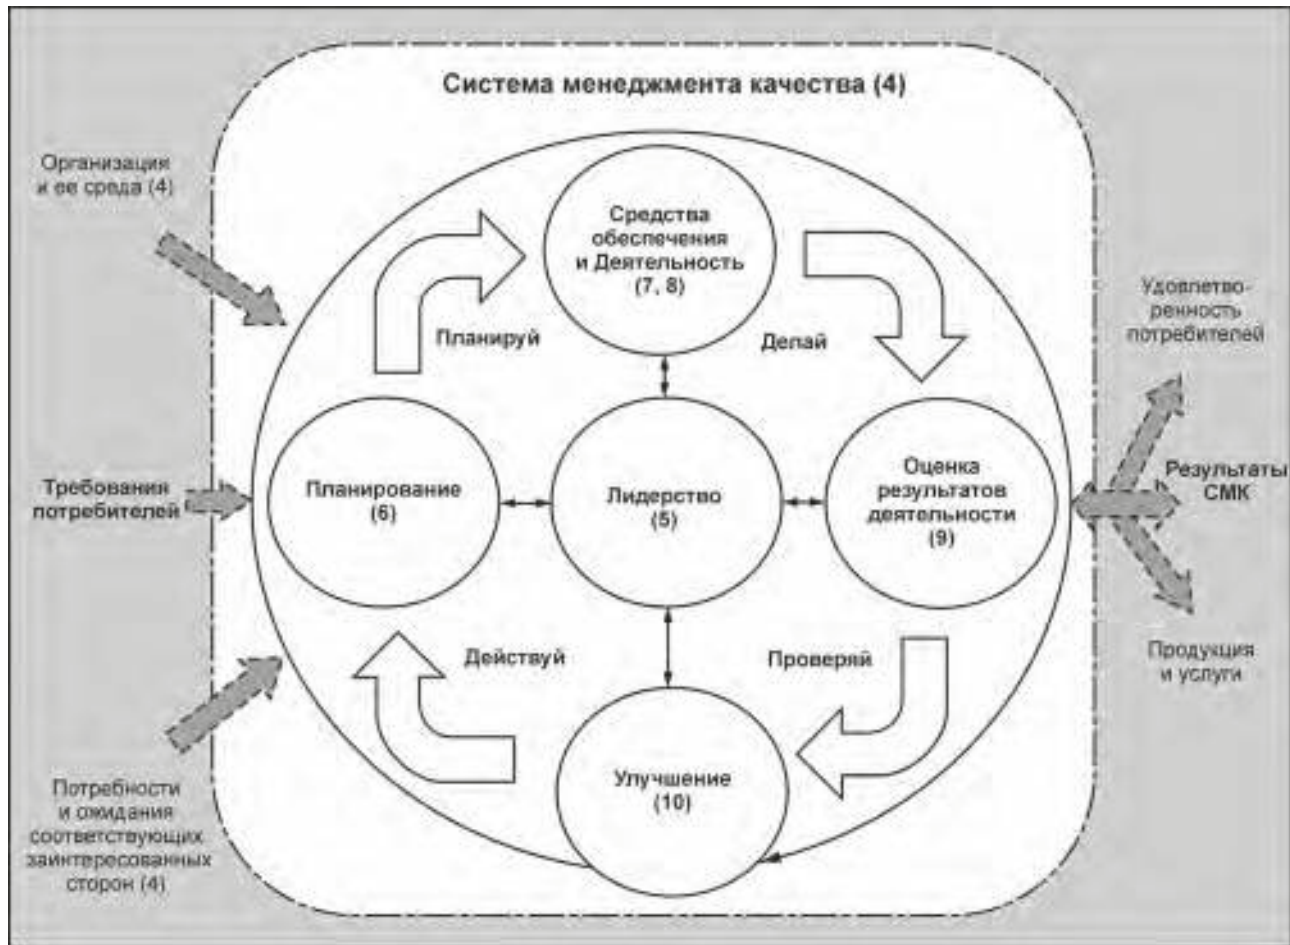 Система менеджмента качества (4)
Организация
и ее среда (4)
Средства
обеспечения
и Деятельность
(7, 8)
Планируй
Делай
Удовлетво-
ренность
потребителей
Требования
потребителей
Планирование
(6)
Лидерство
(5)
Оценка
результатов
деятельности
(9)
Результаты
СМК
Действуй
Проверяй
Продукция
и услуги
Улучшение
(10)
Потребности
и ожидания
соответствующих
заинтересованных
сторон (4)